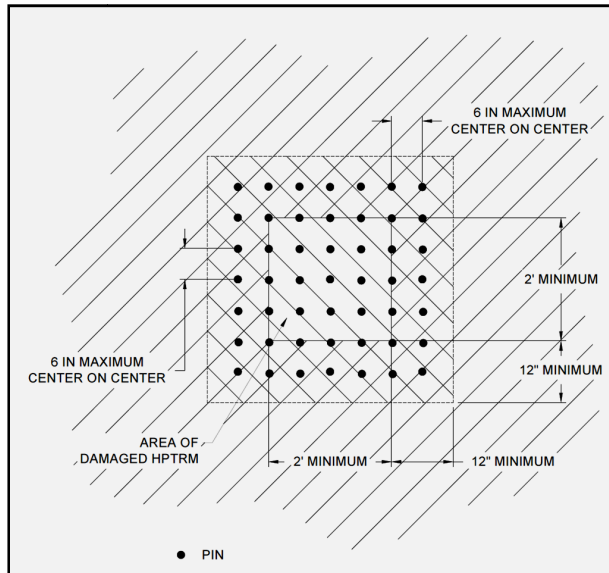 6 IN MAXIMUM
CENTER ON CENTER
2' MINIMUM
6 IN MAXIMUM
CENTER ON CENTER
12" MINIMUM
AREA OF
DAMAGED HPTRM
2' MINIMUM
12" MINIMUM
PIN